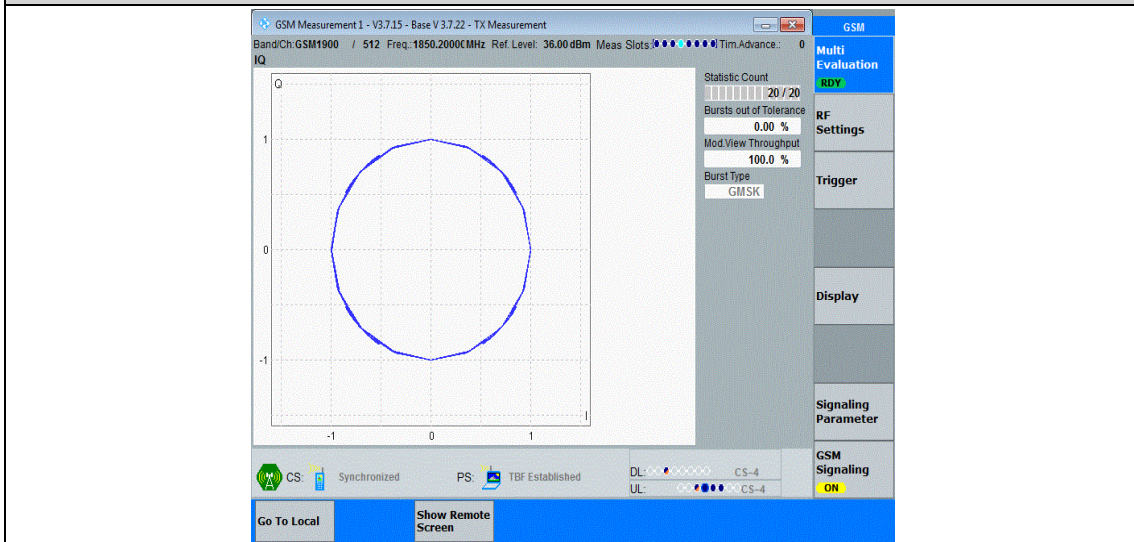 GSM Measurement 1 - V3.7.15 - Base V 3.7.22 - TX Measurement
GSM
Band/Ch:GSM1900 / 512 Freq.:1850.2000MHz Ref. Level: 36.00 dBm Meas Slots: Tim.Advance.: 0
IQ
Multi
Evaluation
RDY
Q
Statistic Count
20 / 20
Bursts out of Tolerance
0.00 %
Mod.View Throughput
100.0 %
Burst Type
GMSK
RF
Settings
Trigger
1
0
-1
I
-1 0 1
Display
Signaling
Parameter
GSM
Signaling
ON
CS: Synchronized PS: TBF Established
DL: CS-4
UL: CS-4
Go To Local
Show Remote
Screen